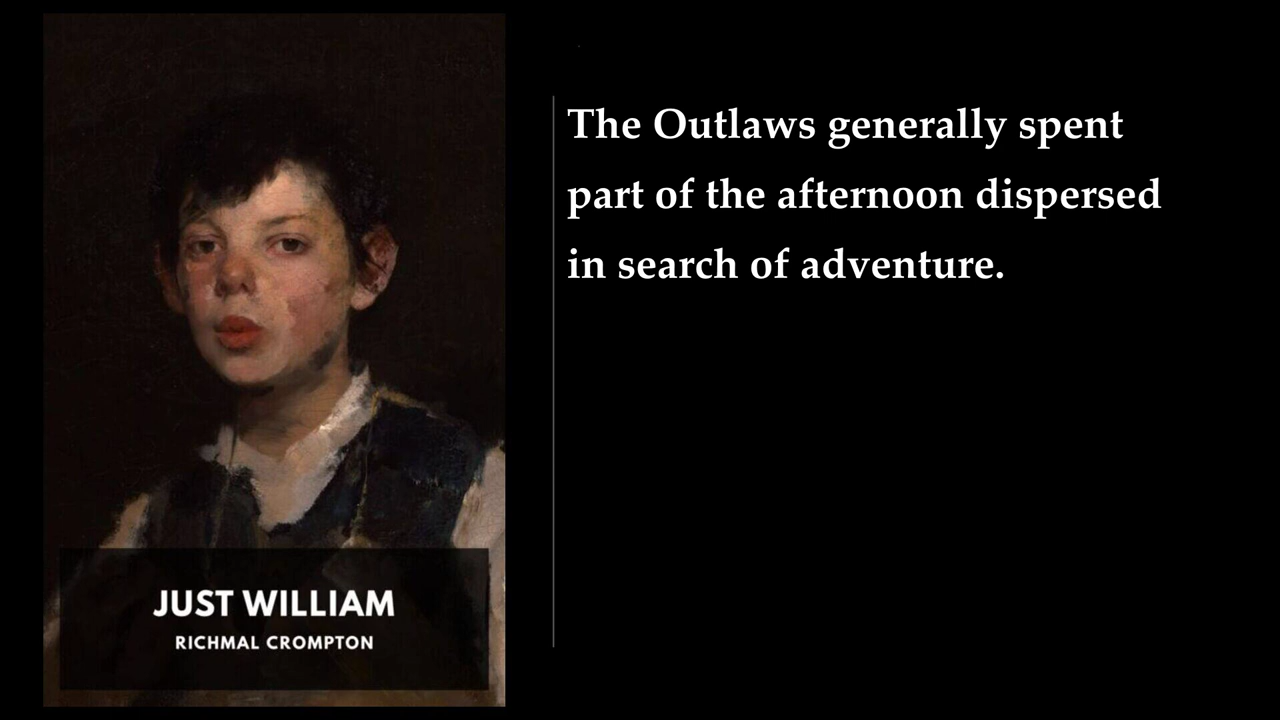 The Outlaws generally spent
part of the afternoon dispersed
in search of adventure.
JUST WILLIAM
RICHMAL CROMPTON